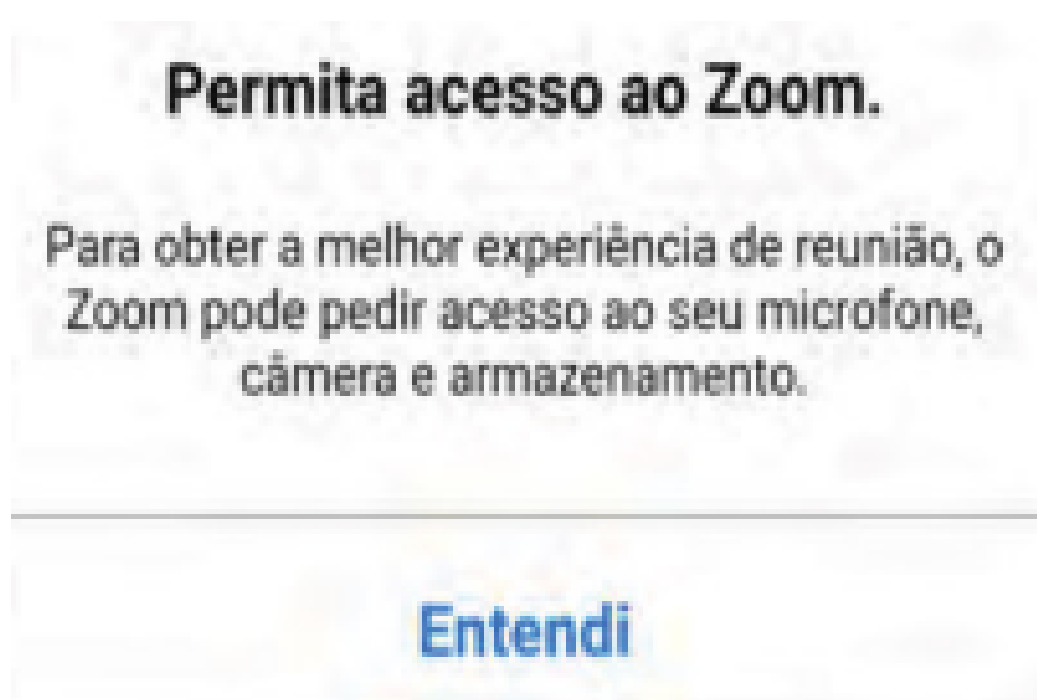 Permita acesso ao Zoom.
Para obter a melhor experiência de reunião, o
Zoom pode pedir acesso ao seu microfone,
câmera e armazenamento.
Entendi